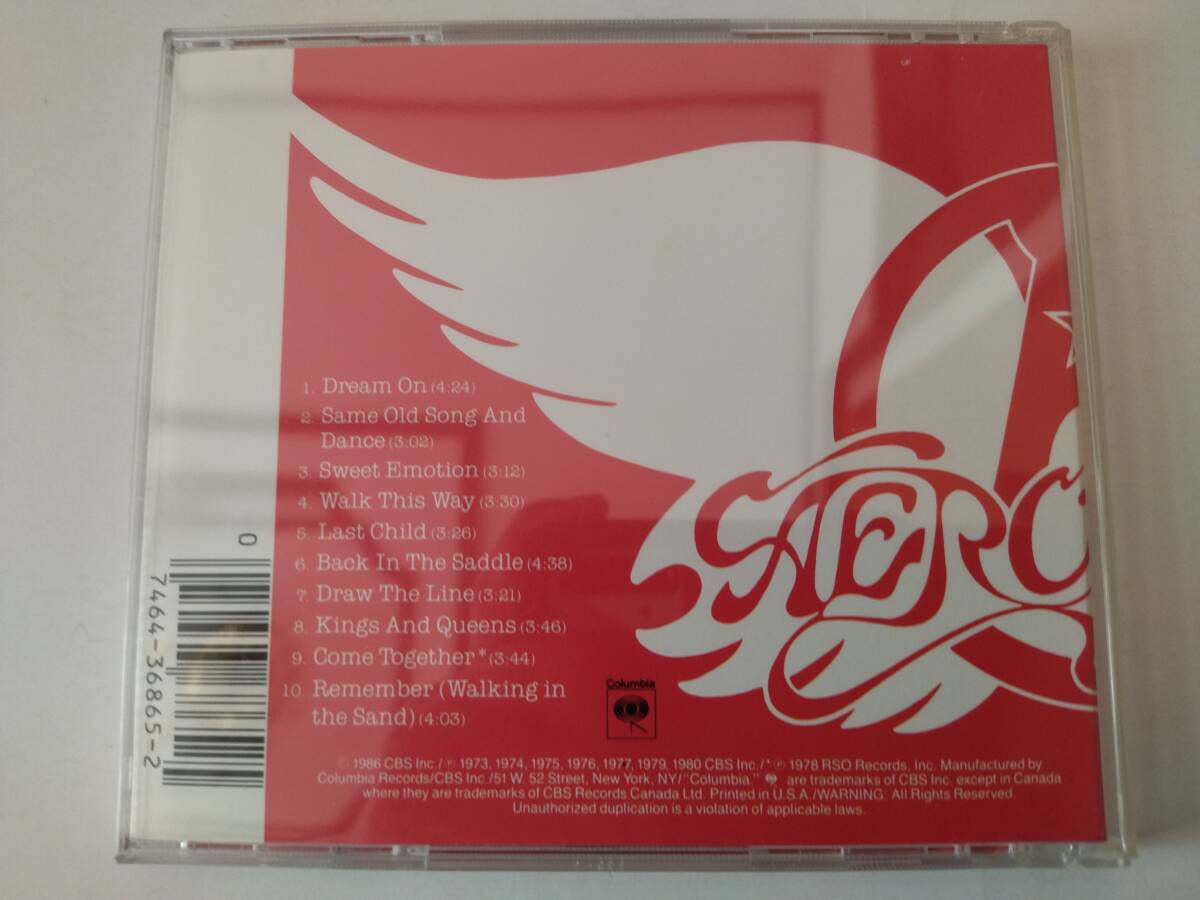 1. Dream On (4:24)
2. Same Old Song And
Dance (3:02)
3. Sweet Emotion (3:12)
4. Walk This Way (3:30)
5. Last Child (3:26)
6. Back In The Saddle (4:38)
7. Draw The Line (3:21)
8. Kings And Queens (3:46)
9. Come Together* (3:44)
10. Remember (Walking in
the Sand) (4:03)
AERO
Columbia
© 1986 CBS Inc./℗ 1973, 1974, 1975, 1976, 1977, 1979, 1980 CBS Inc./*℗ 1978 RSO Records, Inc. Manufactured by
Columbia Records/CBS Inc./51 W. 52 Street, New York, NY/"Columbia," are trademarks of CBS Inc. except in Canada
where they are trademarks of CBS Records Canada Ltd. Printed in U.S.A./WARNING: All Rights Reserved.
Unauthorized duplication is a violation of applicable laws.
0
7464-36865-2